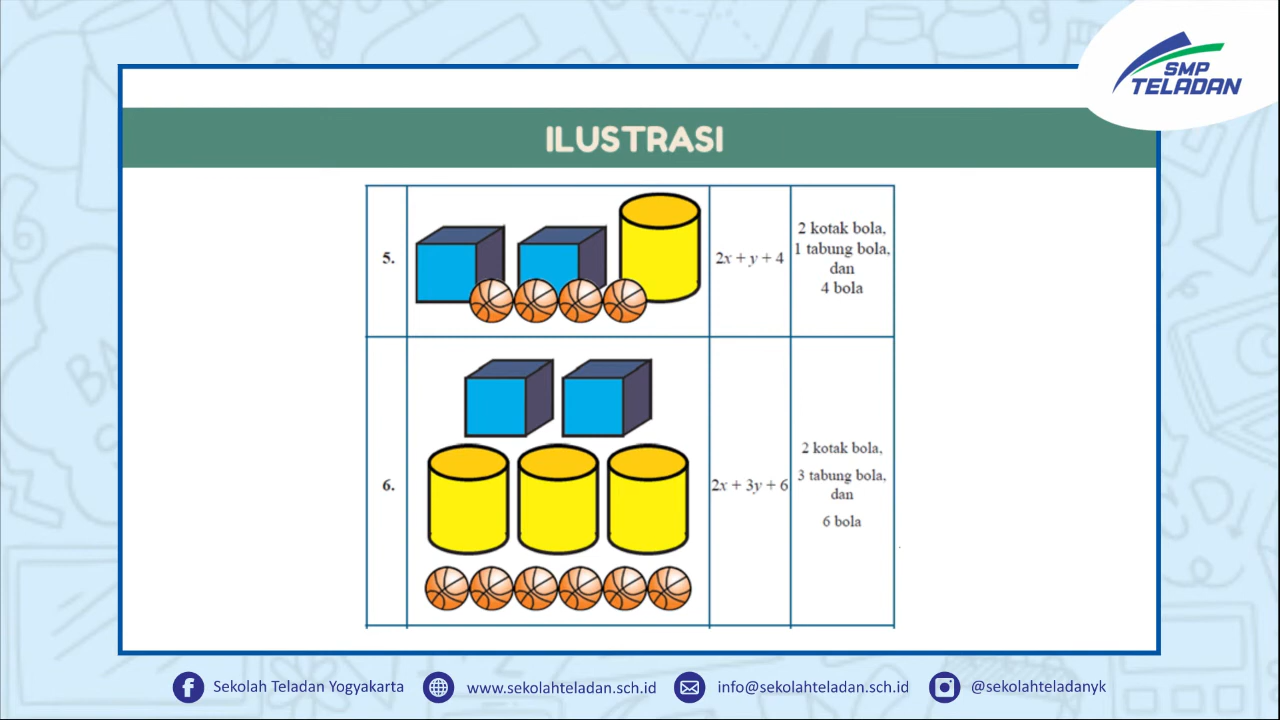 SMP
TELADAN
ILUSTRASI
5.
2x + y + 4
2 kotak bola,
1 tabung bola,
dan
4 bola
6.
2x + 3y + 6
2 kotak bola,
3 tabung bola,
dan
6 bola
Sekolah Teladan Yogyakarta
www.sekolahteladan.sch.id
info@sekolahteladan.sch.id
@sekolahteladanyk